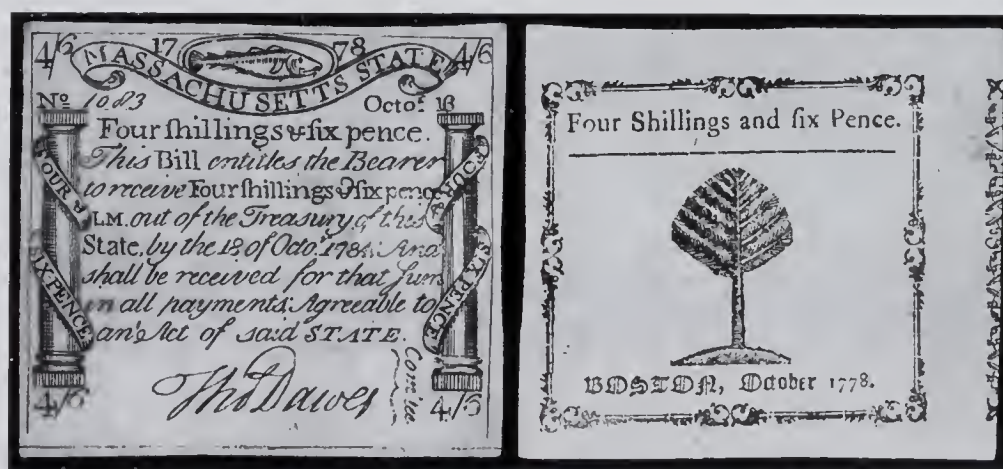 4/6 17 78 4/6
MASSACHUSETTS STATE
Nº 1083 Octoʳ 18
Four ſhillings & ſix pence.
This Bill entitles the Bearer
to receive Four ſhillings & ſix pence
LM. out of the Treasury of this
State, by the 18 of Octoʳ 1784: And
shall be received for that Sum
in all payments; Agreeable to
an Act of said STATE.
FOUR &
SIX PENCE
FOUR &
SIX PENCE
4/6 Thoˢ Dawes Com'tee 4/6
Four Shillings and ſix Pence.
BOSTON, October 1778.